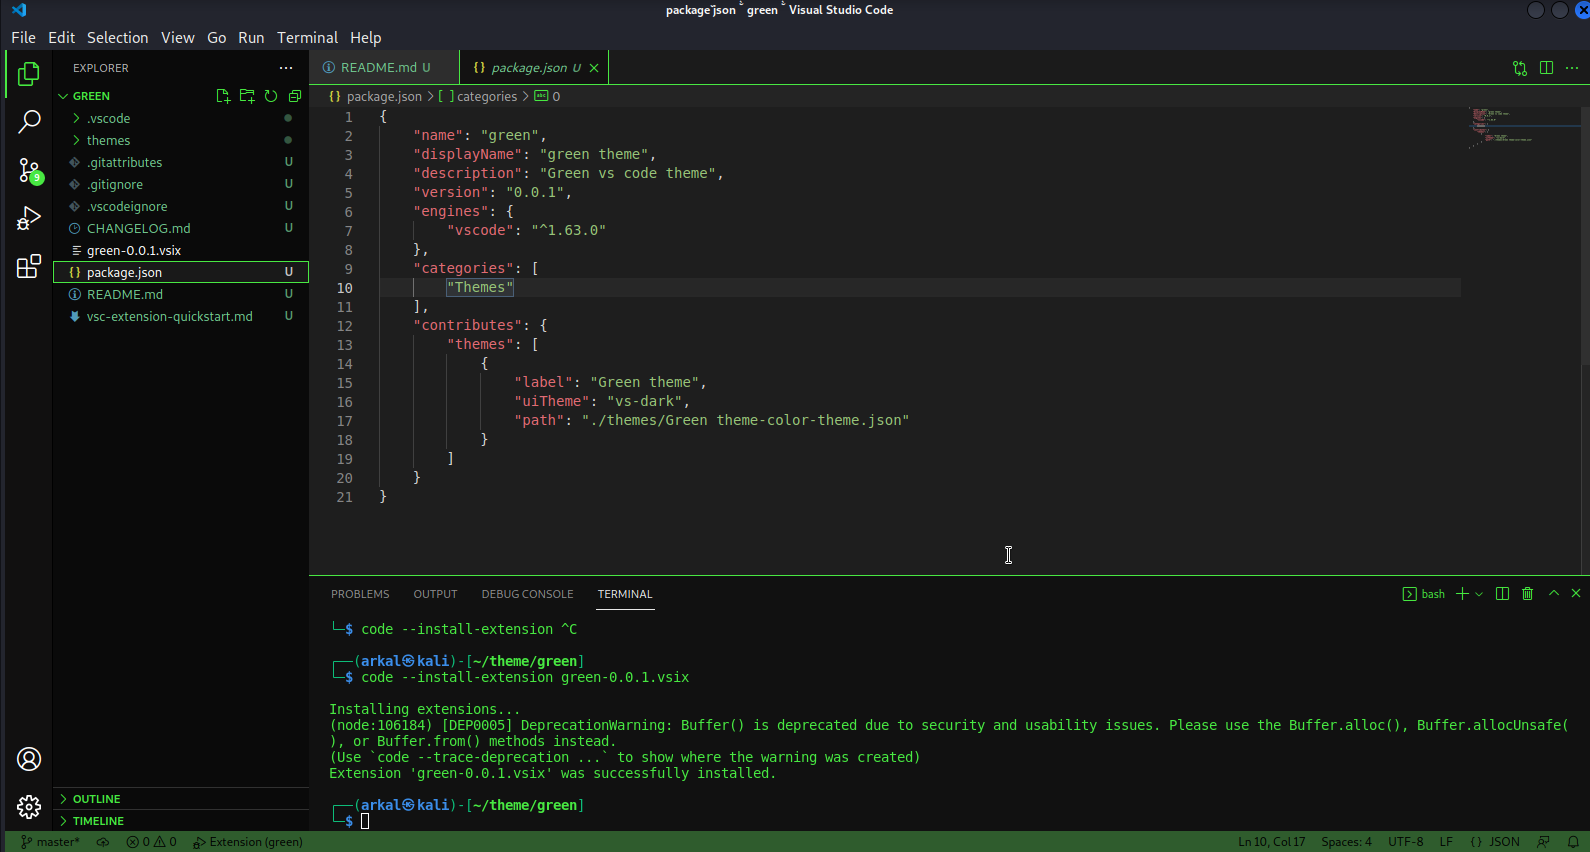 package.json - green - Visual Studio Code
File Edit Selection View Go Run Terminal Help
EXPLORER
GREEN
.vscode
themes
.gitattributes U
.gitignore U
.vscodeignore U
CHANGELOG.md U
green-0.0.1.vsix
package.json U
README.md U
vsc-extension-quickstart.md U
OUTLINE
TIMELINE
9
README.md U
{} package.json U
{} package.json > [ ] categories > abc 0
1 {
2 "name": "green",
3 "displayName": "green theme",
4 "description": "Green vs code theme",
5 "version": "0.0.1",
6 "engines": {
7 "vscode": "^1.63.0"
8 },
9 "categories": [
10 "Themes"
11 ],
12 "contributes": {
13 "themes": [
14 {
15 "label": "Green theme",
16 "uiTheme": "vs-dark",
17 "path": "./themes/Green theme-color-theme.json"
18 }
19 ]
20 }
21 }
PROBLEMS OUTPUT DEBUG CONSOLE TERMINAL
bash
└─$ code --install-extension ^C
┌──(arkal㉿kali)-[~/theme/green]
└─$ code --install-extension green-0.0.1.vsix
Installing extensions...
(node:106184) [DEP0005] DeprecationWarning: Buffer() is deprecated due to security and usability issues. Please use the Buffer.alloc(), Buffer.allocUnsafe(
), or Buffer.from() methods instead.
(Use `code --trace-deprecation ...` to show where the warning was created)
Extension 'green-0.0.1.vsix' was successfully installed.
┌──(arkal㉿kali)-[~/theme/green]
└─$
master* 0 0 Extension (green) Ln 10, Col 17 Spaces: 4 UTF-8 LF {} JSON